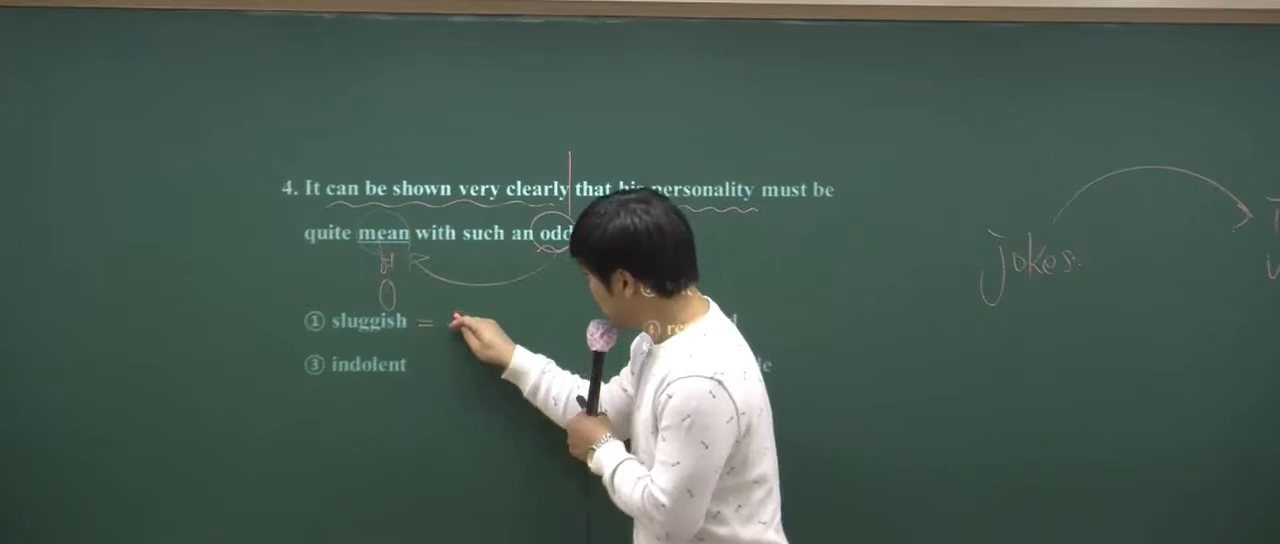 4. It can be shown very clearly that his personality must be
quite mean with such an odd
① sluggish =
③ indolent
jokes